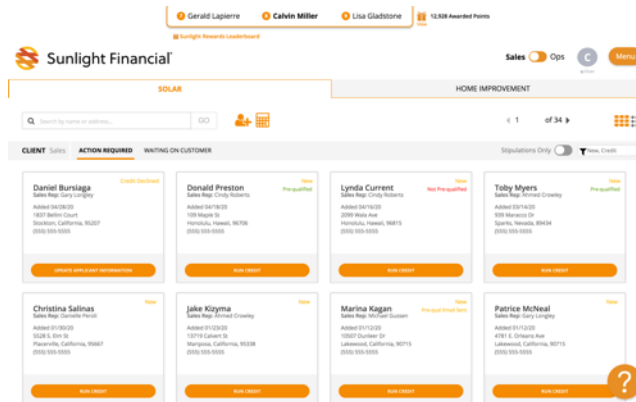 7 Gerald Lapierre 8 Calvin Miller 9 Lisa Gladstone 12,928 Awarded Points
Sunlight Rewards Leaderboard
Sunlight Financial
Sales Ops C Menu
SOLAR HOME IMPROVEMENT
Search by name or address... GO 1 of 34
CLIENT Sales ACTION REQUIRED WAITING ON CUSTOMER Stipulations Only New, Credit
Credit Declined
Daniel Bursiaga
Sales Rep: Gary Longley
Added 04/28/20
1837 Bellini Court
Stockton, California, 95207
(555) 555-5555
UPDATE APPLICANT INFORMATION
New
Donald Preston Pre-qualified
Sales Rep: Cindy Roberts
Added 04/18/20
109 Maple St
Honolulu, Hawaii, 96706
(555) 555-5555
RUN CREDIT
New
Lynda Current Not Pre-qualified
Sales Rep: Cindy Roberts
Added 04/16/20
2099 Wala Ave
Honolulu, Hawaii, 96815
(555) 555-5555
RUN CREDIT
New
Toby Myers Pre-qualified
Sales Rep: Ahmed Crowley
Added 03/14/20
939 Maracco Dr
Sparks, Nevada, 89434
(555) 555-5555
RUN CREDIT
New
Christina Salinas
Sales Rep: Danielle Persh
Added 01/30/20
5528 S. Elm St
Placerville, California, 95667
(555) 555-5555
RUN CREDIT
New
Jake Kizyma
Sales Rep: Ahmed Crowley
Added 01/23/20
13719 Calvert St
Mariposa, California, 95338
(555) 555-5555
RUN CREDIT
New
Marina Kagan Pre-qual Email Sent
Sales Rep: Michael Gussen
Added 01/12/20
10507 Dunleer Dr
Lakewood, California, 90715
(555) 555-5555
RUN CREDIT
New
Patrice McNeal
Sales Rep: Gary Longley
Added 01/12/20
4781 E. Orleans Ave
Lakewood, California, 90715
(555) 555-5555
RUN CREDIT
?